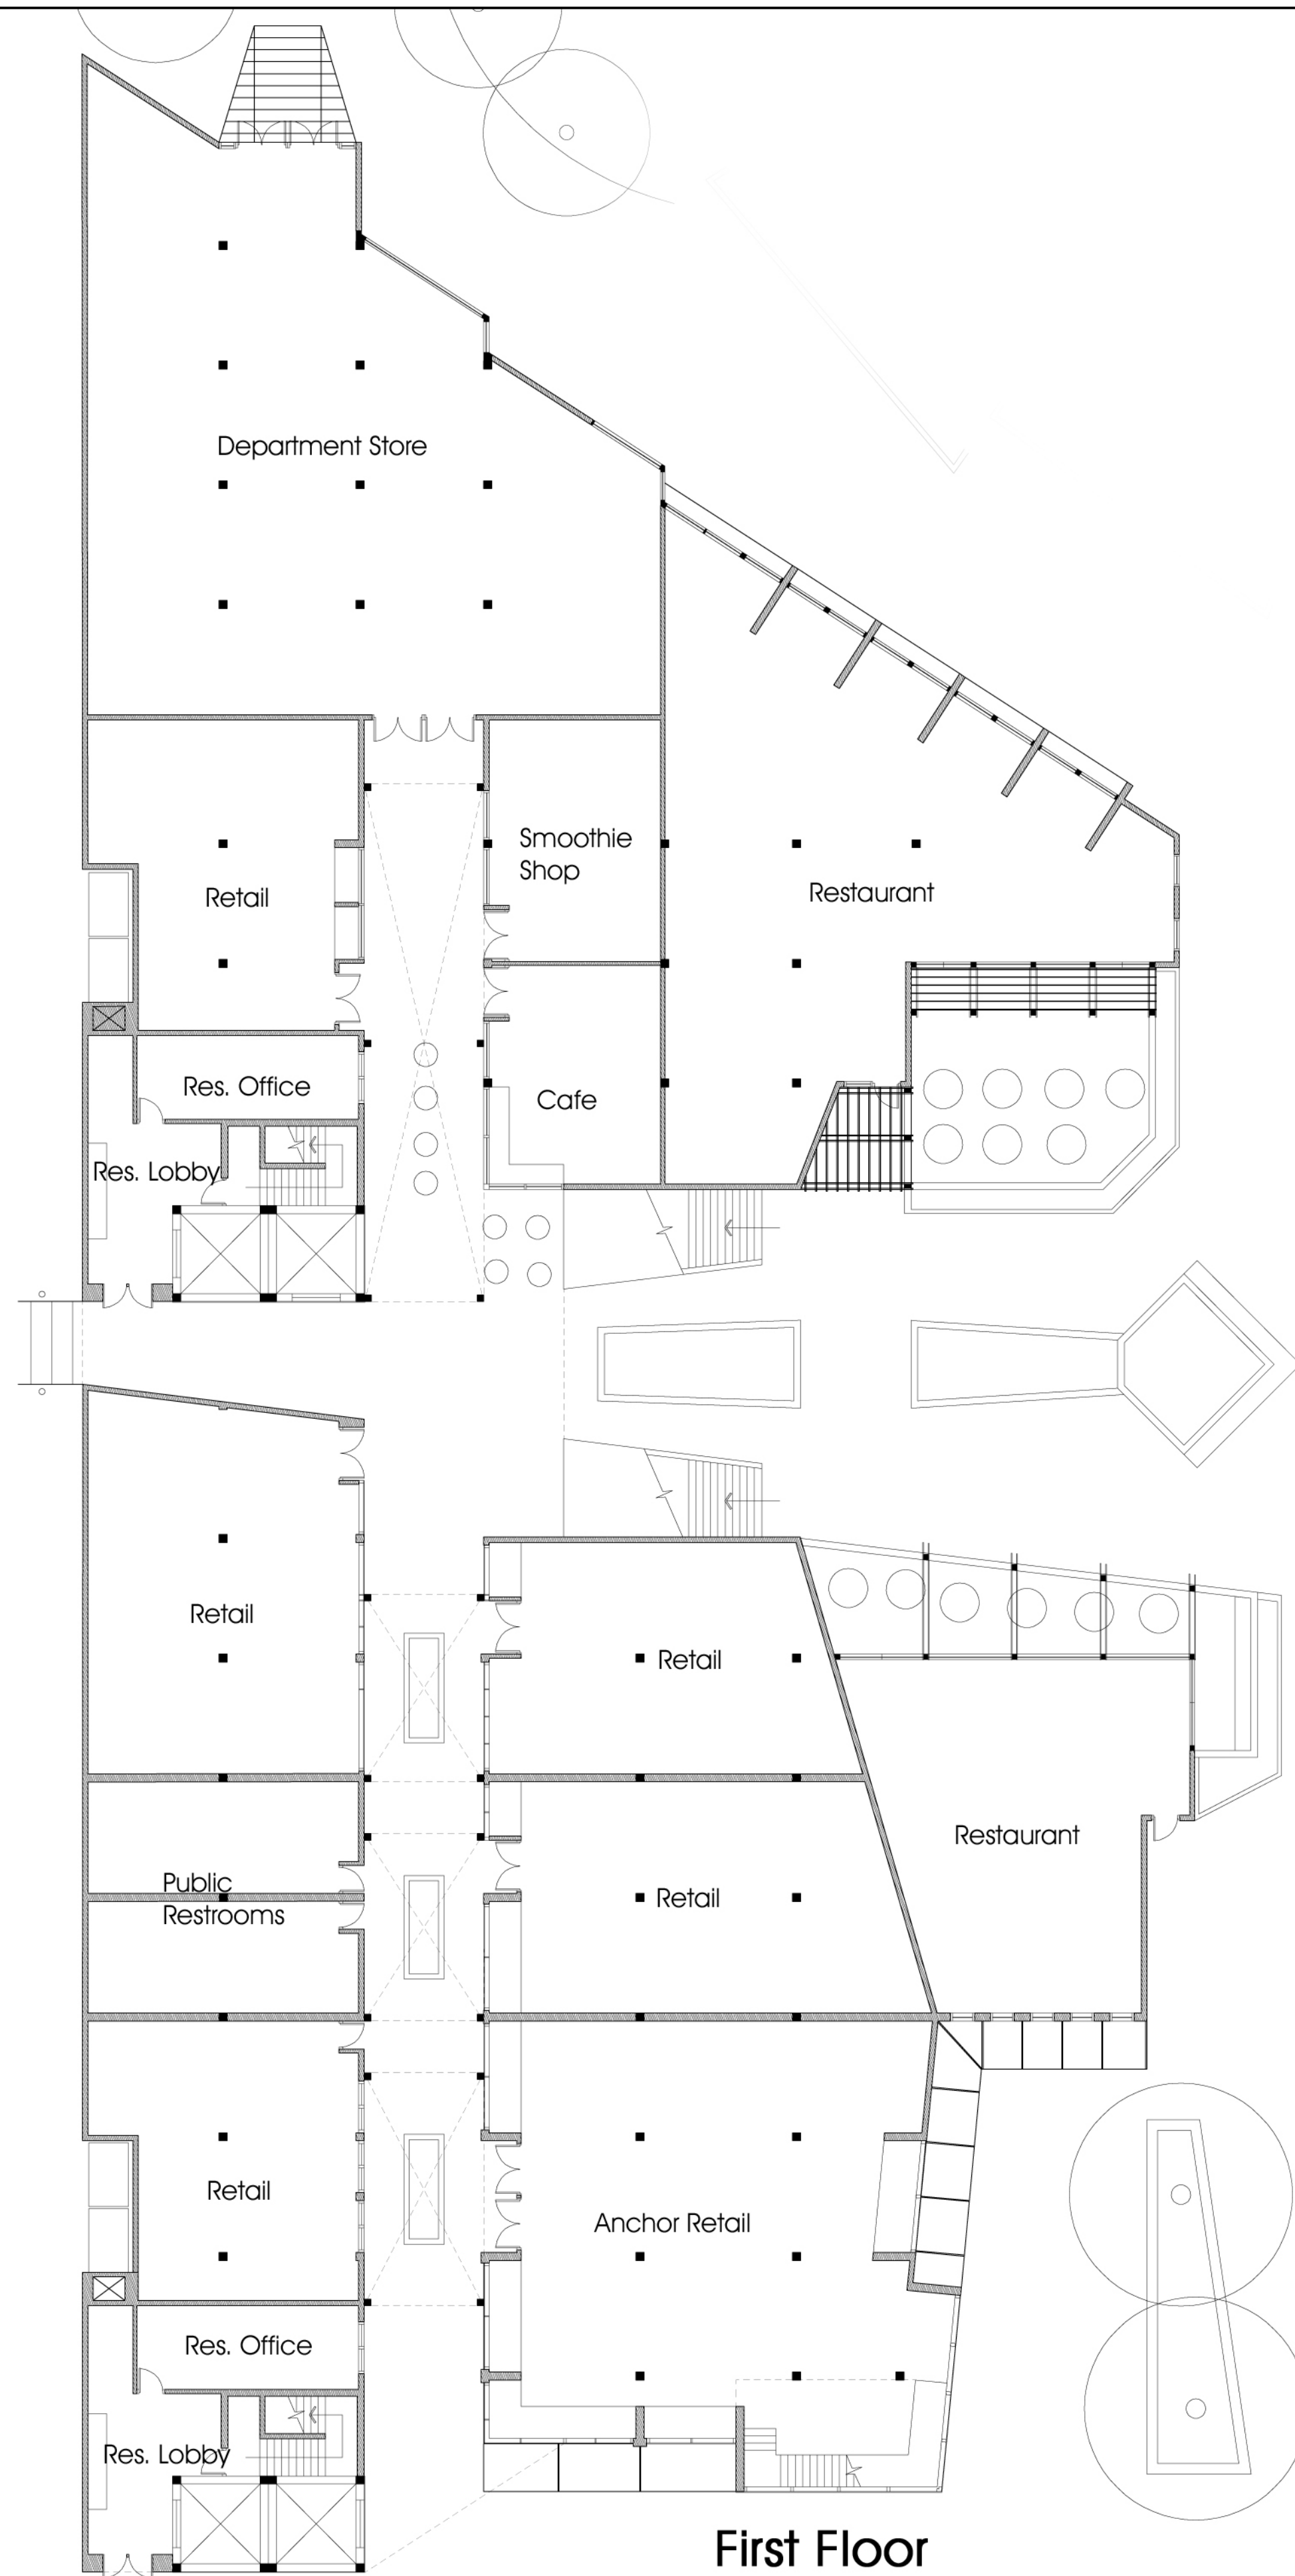 Department Store
Smoothie
Shop
Retail
Restaurant
Res. Office
Cafe
Res. Lobby
Retail
Retail
Restaurant
Public
Retail
Restrooms
Retail
Anchor Retail
Res. Office
Res. Lobby
First Floor